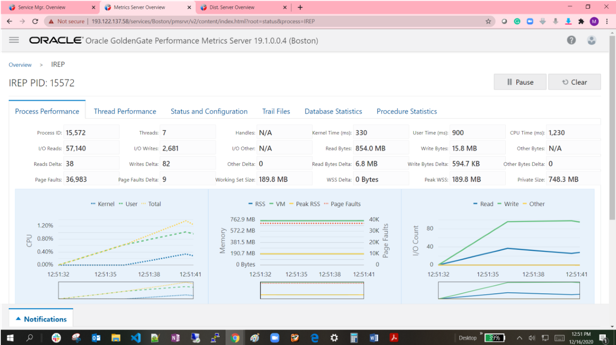 Service Mgr. Overview
Metrics Server Overview
Dist. Server Overview
Not secure | 193.122.137.58/services/Boston/pmsrvr/v2/content/index.html?root=status&process=IREP
ORACLE Oracle GoldenGate Performance Metrics Server 19.1.0.0.4 (Boston)
Overview > IREP
IREP PID: 15572
Pause
Clear
Process Performance Thread Performance Status and Configuration Trail Files Database Statistics Procedure Statistics
Process ID: 15,572 Threads: 7 Handles: N/A Kernel Time (ms): 330 User Time (ms): 900 CPU Time (ms): 1,230
I/O Reads: 57,140 I/O Writes: 2,681 I/O Other: N/A Read Bytes: 854.0 MB Write Bytes: 15.8 MB Other Bytes: N/A
Reads Delta: 38 Writes Delta: 82 Other Delta: 0 Read Bytes Delta: 6.8 MB Write Bytes Delta: 594.7 KB Other Bytes Delta: 0
Page Faults: 36,983 Page Faults Delta: 9 Working Set Size: 189.8 MB WSS Delta: 0 Bytes Peak WSS: 189.8 MB Private Size: 748.3 MB
Kernel User Total
CPU
1.20%
0.80%
0.40%
0.00%
12:51:32 12:51:35 12:51:38 12:51:41
RSS VM Peak RSS Page Faults
Memory
762.9 MB
572.2 MB
381.5 MB
190.7 MB
0 Bytes
40K
30K
20K
10K
0
Page Faults
12:51:32 12:51:35 12:51:38 12:51:41
Read Write Other
I/O Count
80
40
0
12:51:32 12:51:35 12:51:38 12:51:41
Notifications
Desktop
12:51 PM
12/16/2020